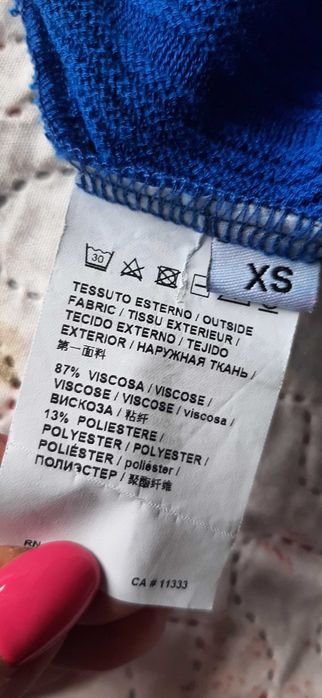 XS
30
TESSUTO ESTERNO / OUTSIDE
FABRIC / TISSU EXTERIEUR /
TECIDO EXTERNO / TEJIDO
EXTERIOR / НАРУЖНАЯ ТКАНЬ /
第一面料
87% VISCOSA / VISCOSE /
VISCOSE / VISCOSE / viscosa /
ВИСКОЗА / 粘纤
13% POLIESTERE /
POLYESTER / POLYESTER /
POLIÉSTER / poliéster /
ПОЛИЭСТЕР / 聚酯纤维
RN
CA # 11333